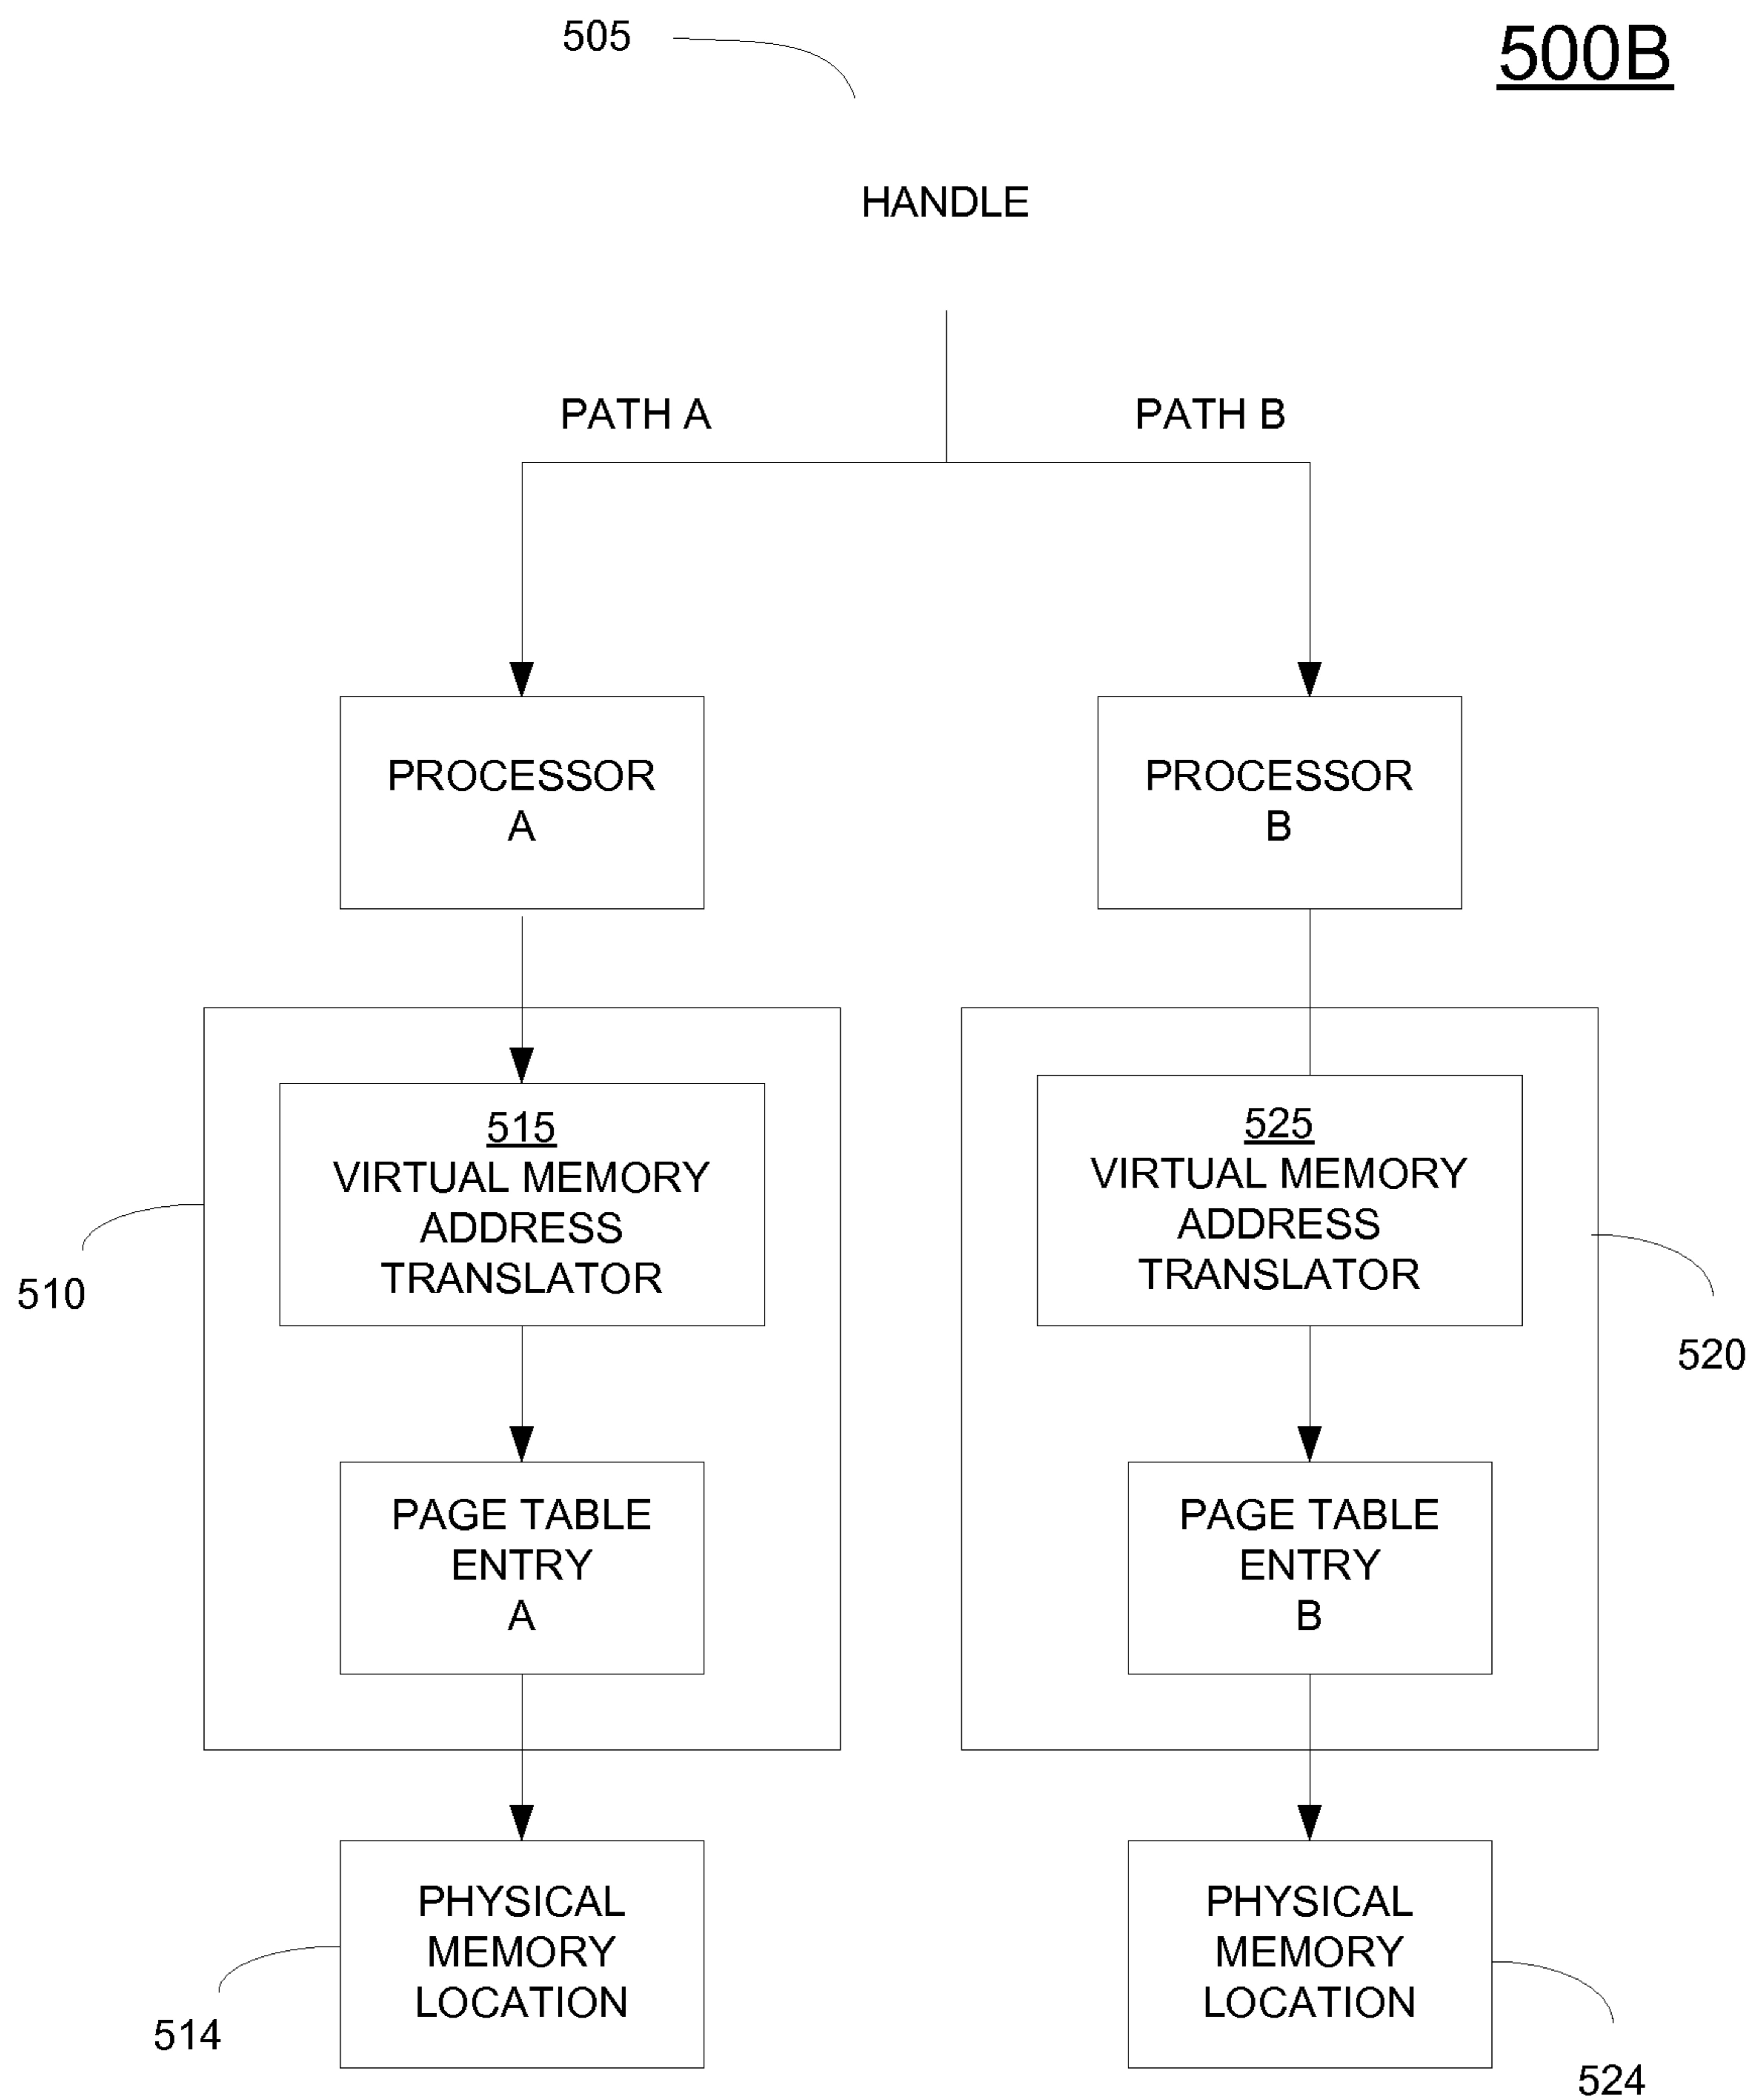 505
500B
HANDLE
PATH A
PATH B
PROCESSOR
A
PROCESSOR
B
515
VIRTUAL MEMORY
ADDRESS
TRANSLATOR
525
VIRTUAL MEMORY
ADDRESS
TRANSLATOR
510
520
PAGE TABLE
ENTRY
A
PAGE TABLE
ENTRY
B
PHYSICAL
MEMORY
LOCATION
PHYSICAL
MEMORY
LOCATION
514
524